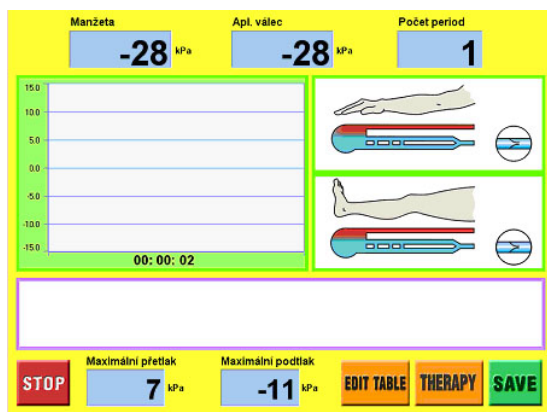 Manžeta Apl. válec Počet period
-28 kPa -28 kPa 1
15.0
10.0
5.0
0.0
-5.0
-10.0
-15.0
00: 00: 02
Maximální přetlak Maximální podtlak
STOP 7 kPa -11 kPa EDIT TABLE THERAPY SAVE